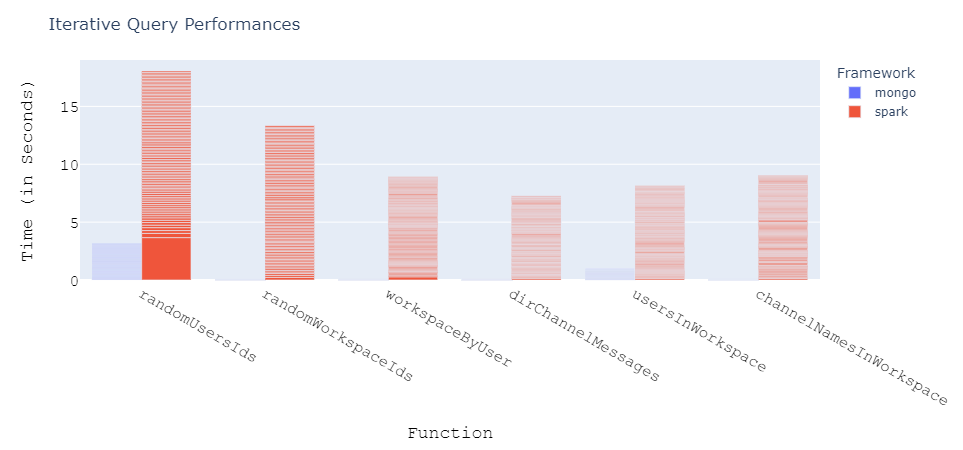 Iterative Query Performances
Framework
mongo
spark
Time (in seconds)
15
10
5
0
randomUsersIds
randomWorkspaceIds
workspaceByUser
dirChannelMessages
usersInWorkspace
channelNamesInWorkspace
Function